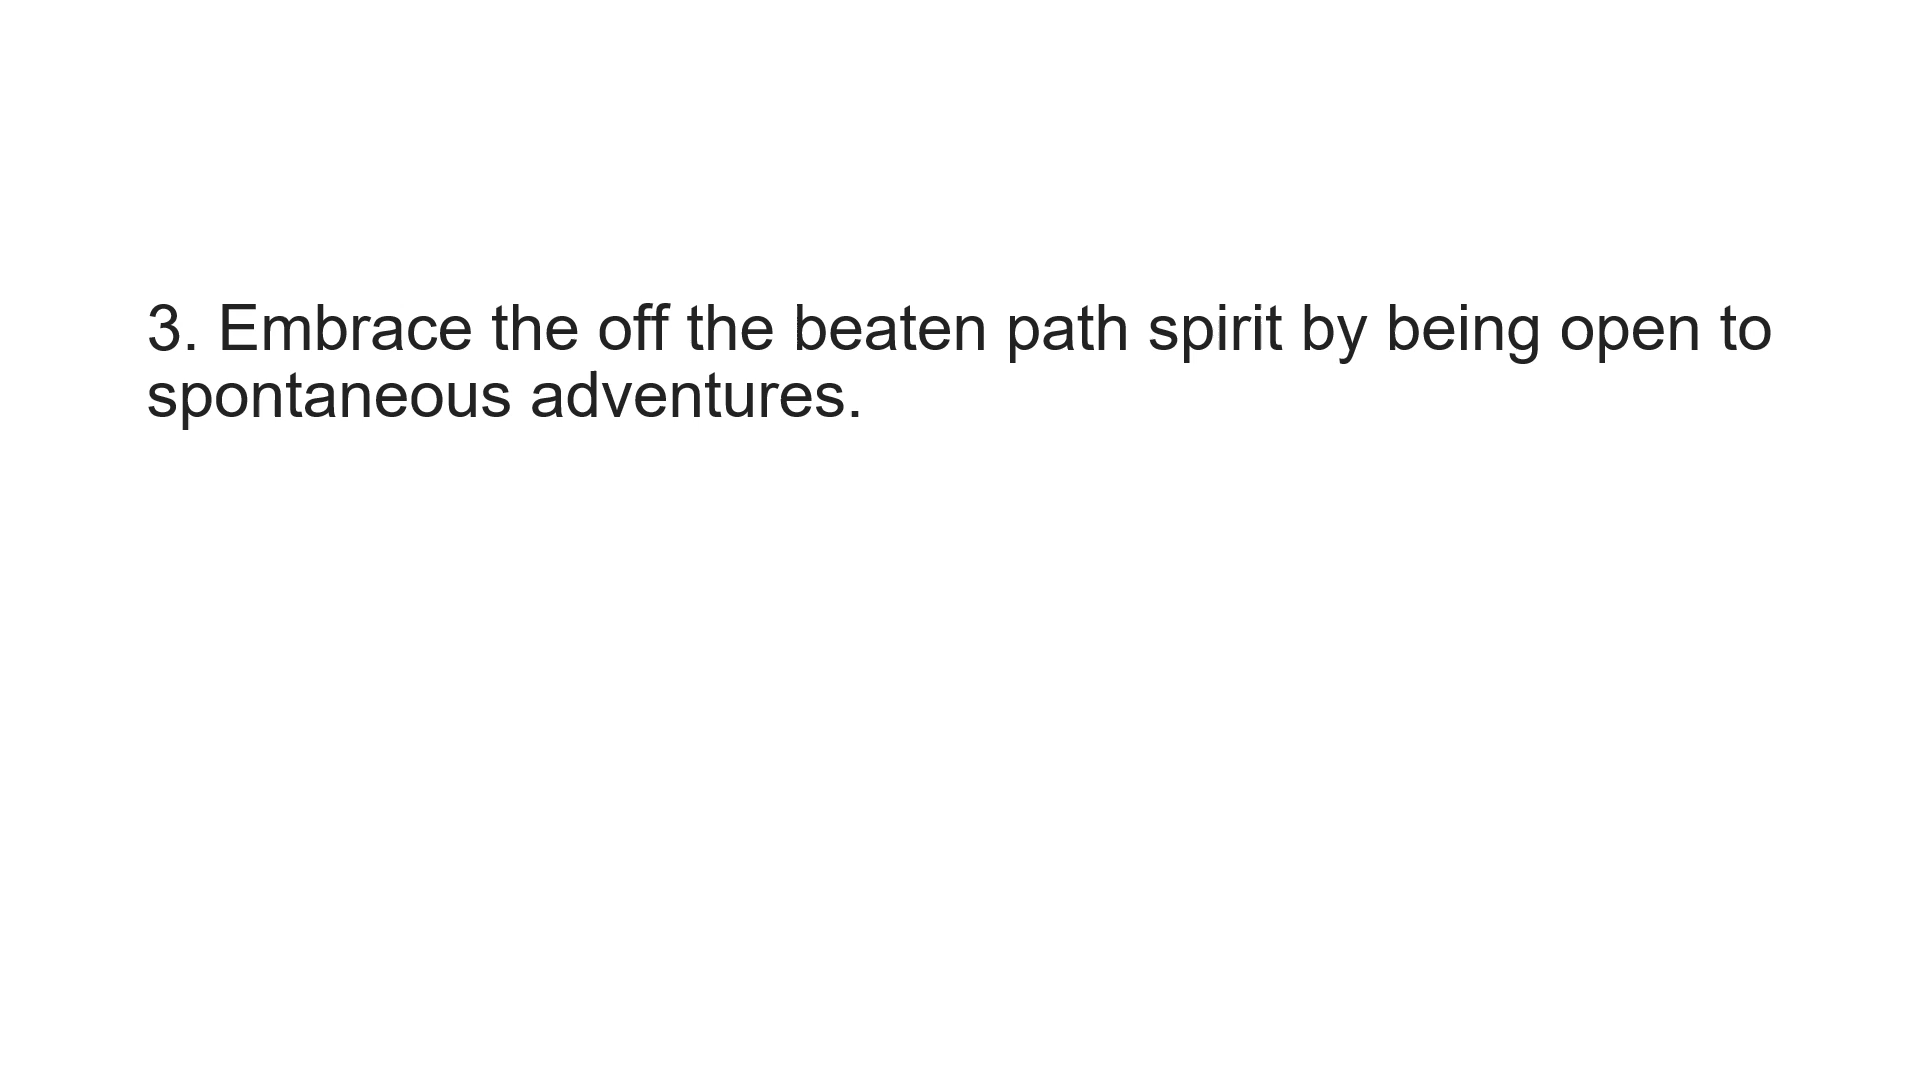 3. Embrace the off the beaten path spirit by being open to
spontaneous adventures.